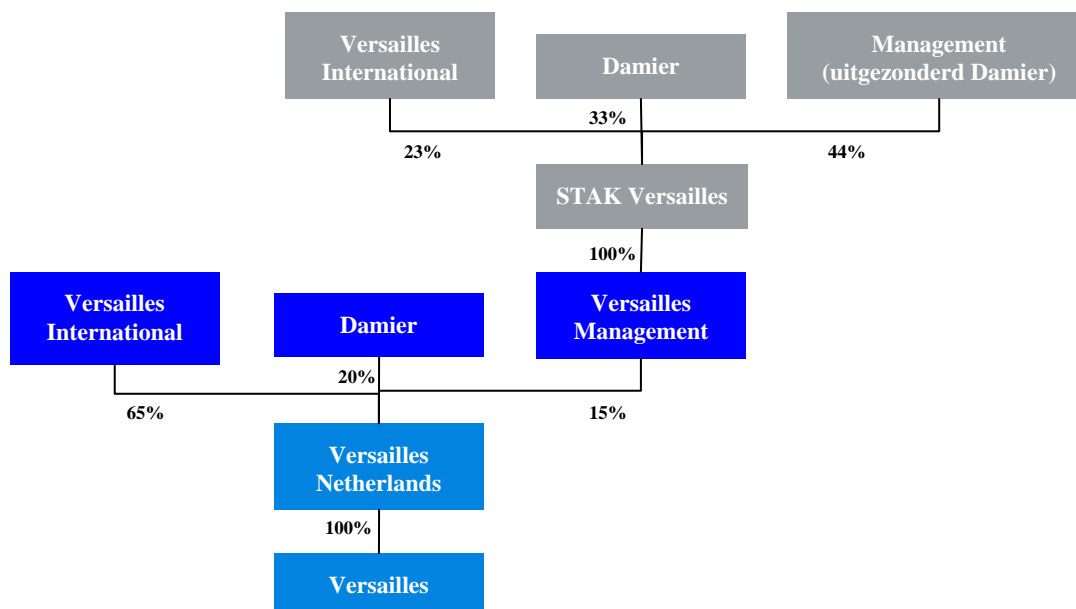 Versailles
International
Damier
Management
(uitgezonderd Damier)
33%
23%
44%
STAK Versailles
100%
Versailles
International
Damier
Versailles
Management
20%
65%
15%
Versailles
Netherlands
100%
Versailles